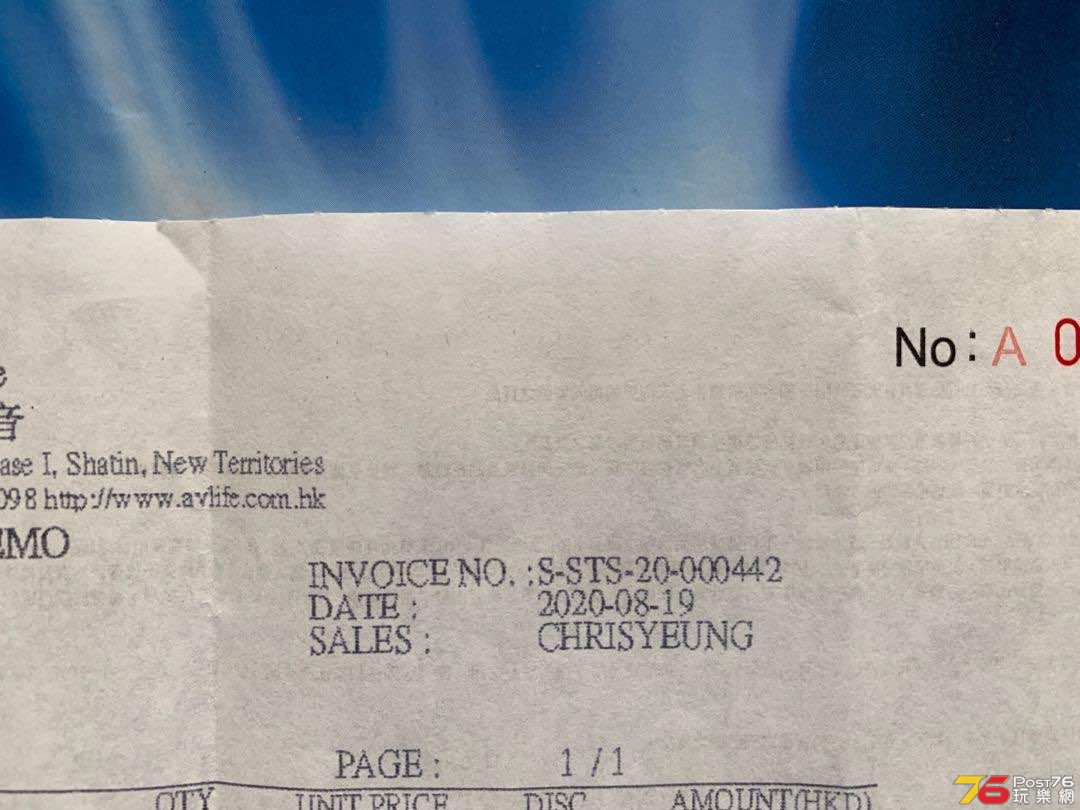 No: A 0
e
音
ase I, Shatin, New Territories
098 http://www.avlife.com.hk
EMO
INVOICE NO. :S-STS-20-000442
DATE : 2020-08-19
SALES : CHRISYEUNG
PAGE : 1 / 1
QTY UNIT PRICE DISC AMOUNT(HKD)
76 POST76
玩樂網